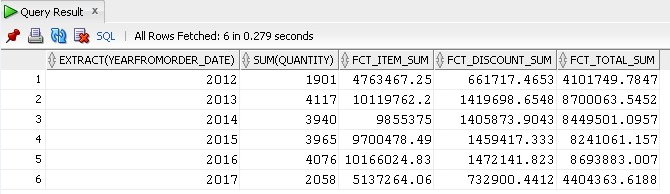 Query Result ×
SQL | All Rows Fetched: 6 in 0.279 seconds
EXTRACT(YEARFROMORDER_DATE) SUM(QUANTITY) FCT_ITEM_SUM FCT_DISCOUNT_SUM FCT_TOTAL_SUM
1 2012 1901 4763467.25 661717.4653 4101749.7847
2 2013 4117 10119762.2 1419698.6548 8700063.5452
3 2014 3940 9855375 1405873.9043 8449501.0957
4 2015 3965 9700478.49 1459417.333 8241061.157
5 2016 4076 10166024.83 1472141.823 8693883.007
6 2017 2058 5137264.06 732900.4412 4404363.6188